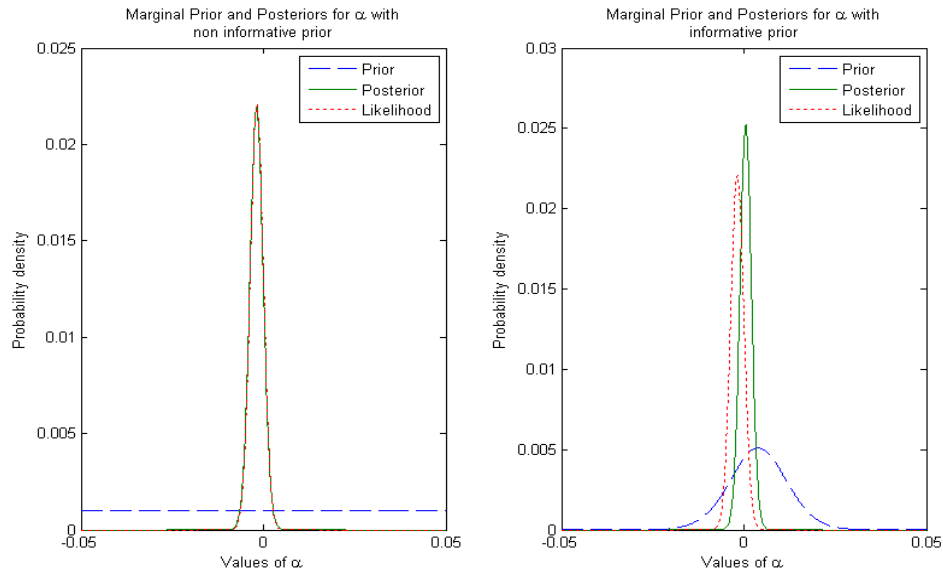 Marginal Prior and Posteriors for α with
non informative prior
0.025
0.02
0.015
0.01
0.005
0
-0.05
0
0.05
Probability density
Values of α
Prior
Posterior
Likelihood
Marginal Prior and Posteriors for α with
informative prior
0.03
0.025
0.02
0.015
0.01
0.005
0
-0.05
0
0.05
Probability density
Values of α
Prior
Posterior
Likelihood